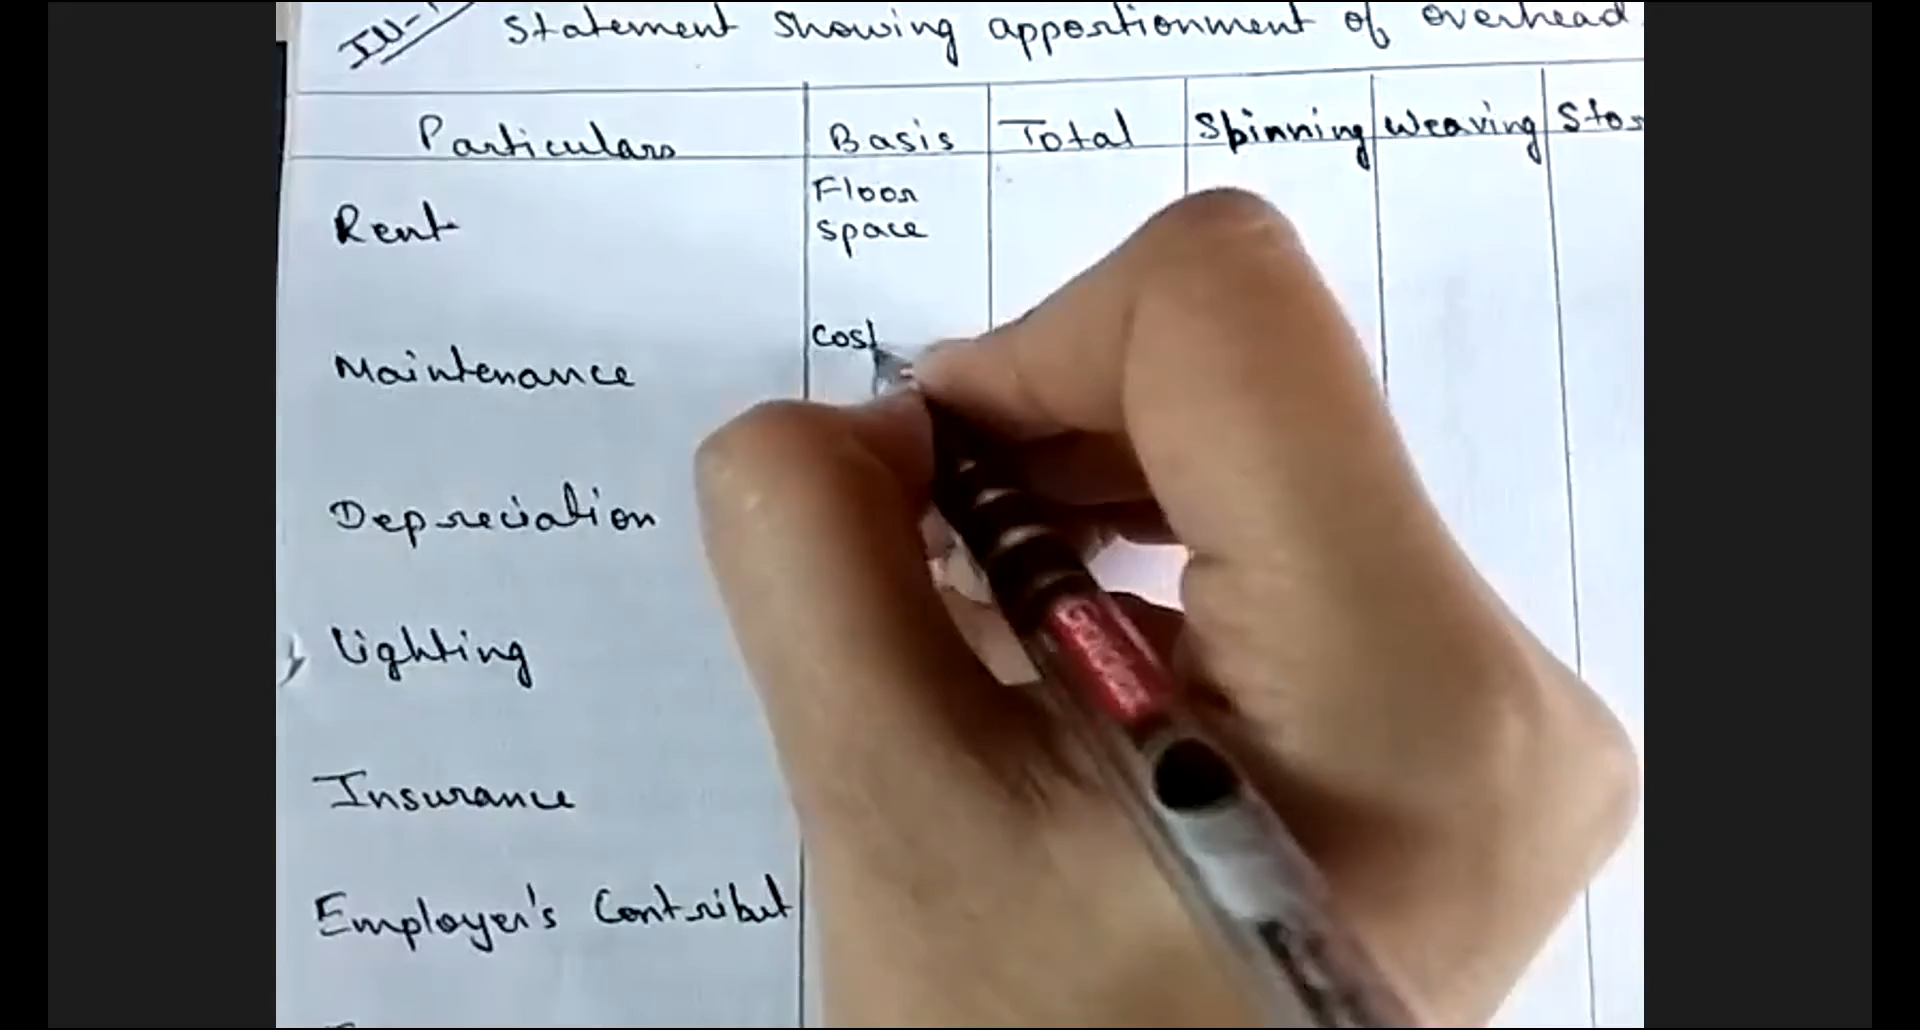 Statement showing apportionment of overhead
Particulars Basis Total Spinning Weaving Stor
Rent Floor space
Maintenance Cost
Depreciation
Lighting
Insurance
Employer's Contribut